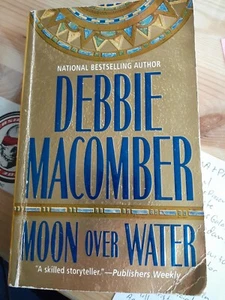 NATIONAL BESTSELLING AUTHOR
DEBBIE
MACOMBER
MOON OVER WATER
"A skilled storyteller."—Publishers Weekly